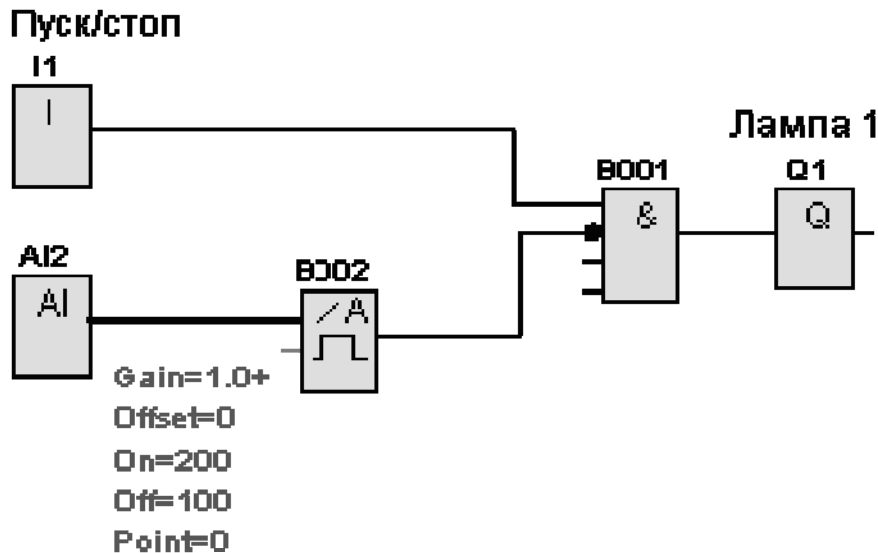 Пуск/стоп
I1
I
Лампа 1
B001
Q1
&
Q
AI2
B002
AI
/A
Gain=1.0+
Offset=0
On=200
Off=100
Point=0